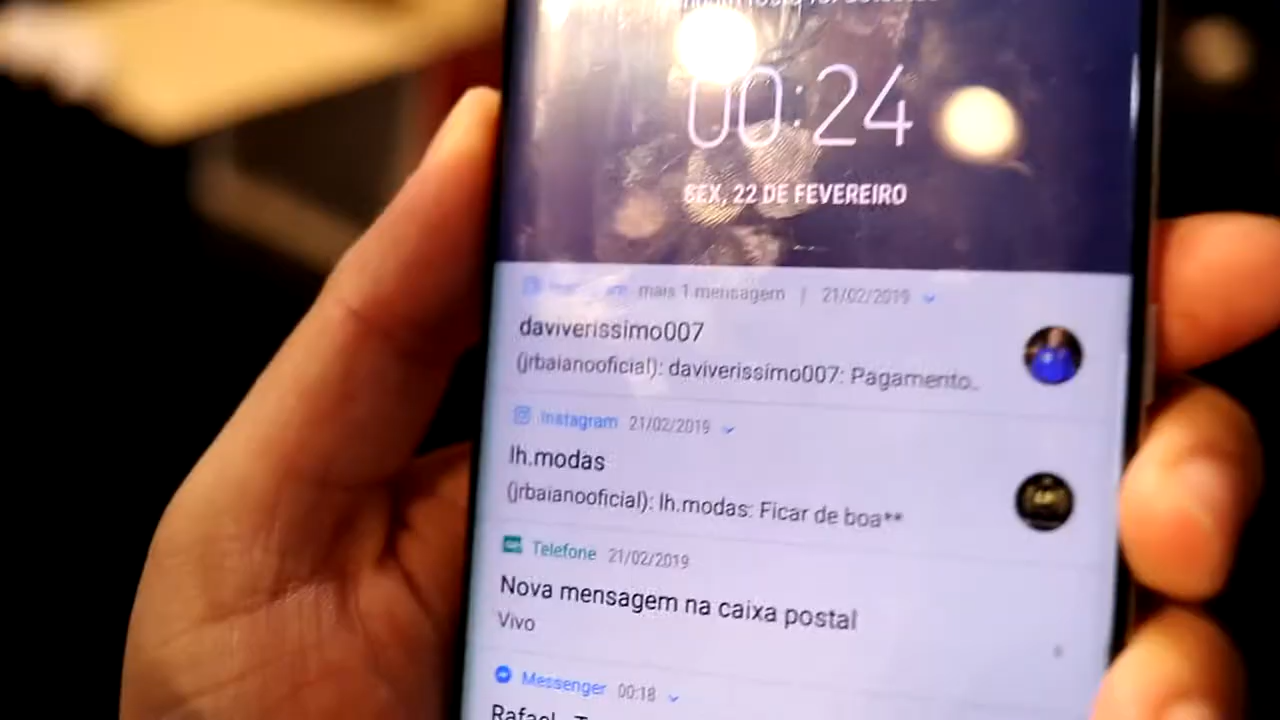 00:24
SEX, 22 DE FEVEREIRO
mais 1 mensagem | 21/02/2019
daviverissimo007
(jrbaianooficial): daviverissimo007: Pagamento..
Instagram 21/02/2019
lh.modas
(jrbaianooficial): lh.modas: Ficar de boa**
Telefone 21/02/2019
Nova mensagem na caixa postal
Vivo
Messenger 00:18